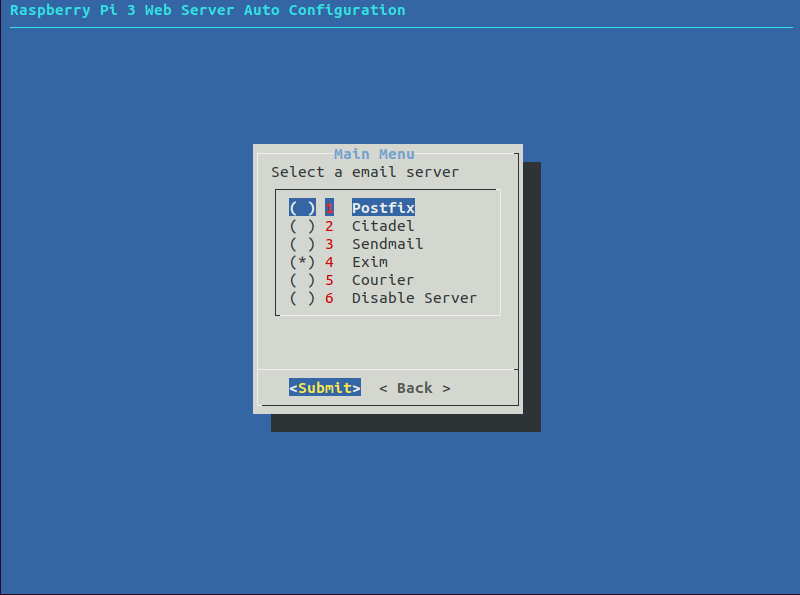 Raspberry Pi 3 Web Server Auto Configuration
Main Menu
Select a email server
( ) 1 Postfix
( ) 2 Citadel
( ) 3 Sendmail
(*) 4 Exim
( ) 5 Courier
( ) 6 Disable Server
<Submit> < Back >